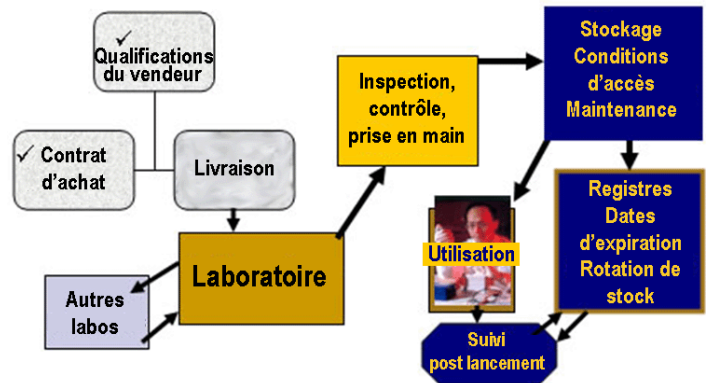 ✓
Qualifications
du vendeur
✓ Contrat
d'achat
Livraison
Laboratoire
Autres
labos
Inspection,
contrôle,
prise en main
Stockage
Conditions
d'accès
Maintenance
Utilisation
Registres
Dates
d'expiration
Rotation de
stock
Suivi
post lancement